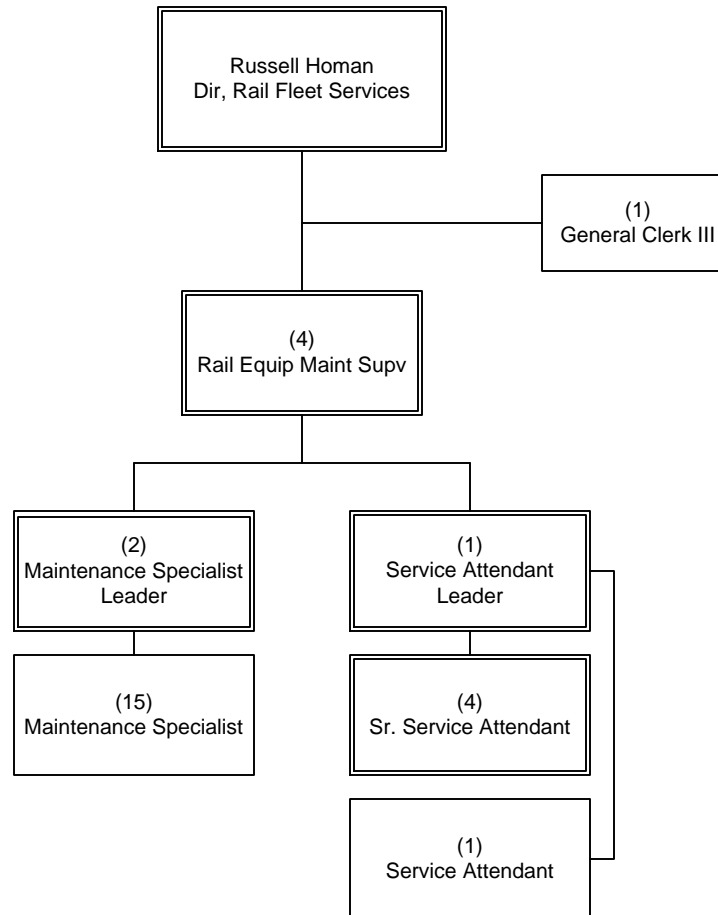 Russell Homan
Dir, Rail Fleet Services
(1)
General Clerk III
(4)
Rail Equip Maint Supv
(2)
Maintenance Specialist
Leader
(1)
Service Attendant
Leader
(15)
Maintenance Specialist
(4)
Sr. Service Attendant
(1)
Service Attendant